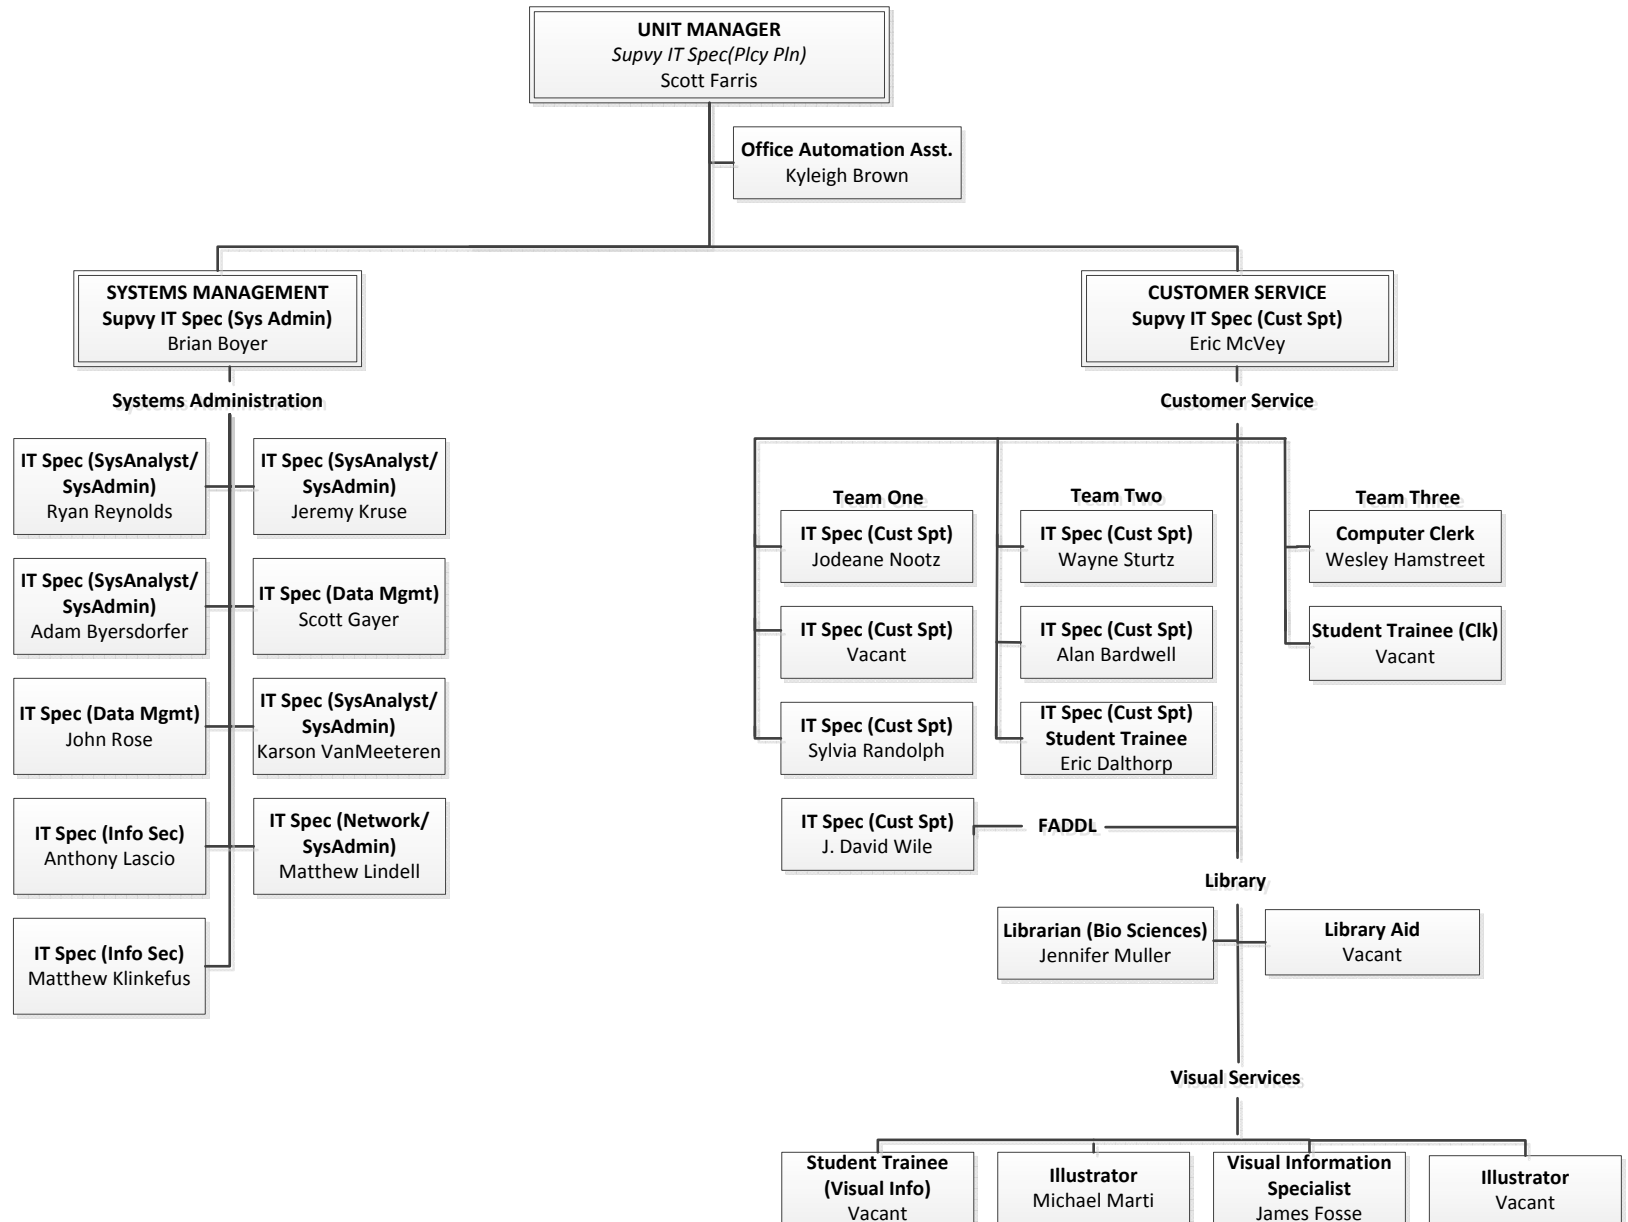 UNIT MANAGER
Supvy IT Spec(Plcy Pln)
Scott Farris
Office Automation Asst.
Kyleigh Brown
SYSTEMS MANAGEMENT
Supvy IT Spec (Sys Admin)
Brian Boyer
Systems Administration
IT Spec (SysAnalyst/
SysAdmin)
Ryan Reynolds
IT Spec (SysAnalyst/
SysAdmin)
Jeremy Kruse
IT Spec (SysAnalyst/
SysAdmin)
Adam Byersdorfer
IT Spec (Data Mgmt)
Scott Gayer
IT Spec (Data Mgmt)
John Rose
IT Spec (SysAnalyst/
SysAdmin)
Karson VanMeeteren
IT Spec (Info Sec)
Anthony Lascio
IT Spec (Network/
SysAdmin)
Matthew Lindell
IT Spec (Info Sec)
Matthew Klinkefus
CUSTOMER SERVICE
Supvy IT Spec (Cust Spt)
Eric McVey
Customer Service
Team One
IT Spec (Cust Spt)
Jodeane Nootz
IT Spec (Cust Spt)
Vacant
IT Spec (Cust Spt)
Sylvia Randolph
Team Two
IT Spec (Cust Spt)
Wayne Sturtz
IT Spec (Cust Spt)
Alan Bardwell
IT Spec (Cust Spt)
Student Trainee
Eric Dalthorp
Team Three
Computer Clerk
Wesley Hamstreet
Student Trainee (Clk)
Vacant
IT Spec (Cust Spt)
J. David Wile
FADDL
Library
Librarian (Bio Sciences)
Jennifer Muller
Library Aid
Vacant
Visual Services
Student Trainee
(Visual Info)
Vacant
Illustrator
Michael Marti
Visual Information
Specialist
James Fosse
Illustrator
Vacant